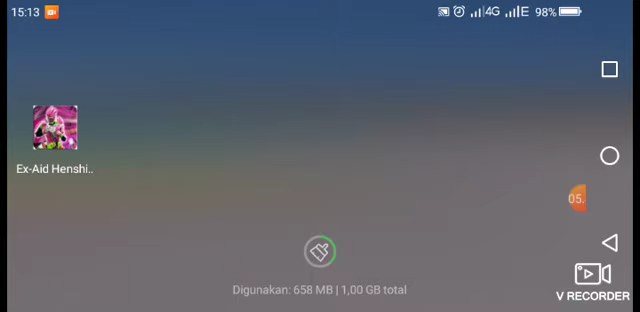 15:13 4G E 98%
Ex-Aid Henshi..
05.
Digunakan: 658 MB | 1,00 GB total
V RECORDER